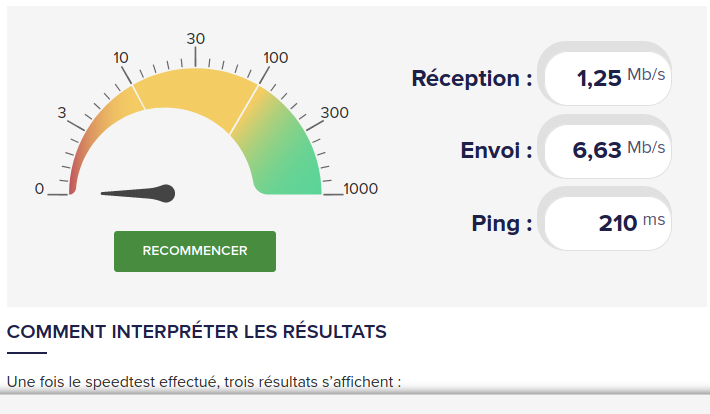 30
10
100
3
300
0
1000
Réception : 1,25 Mb/s
Envoi : 6,63 Mb/s
Ping : 210 ms
RECOMMENCER
COMMENT INTERPRÉTER LES RÉSULTATS
Une fois le speedtest effectué, trois résultats s’affichent :